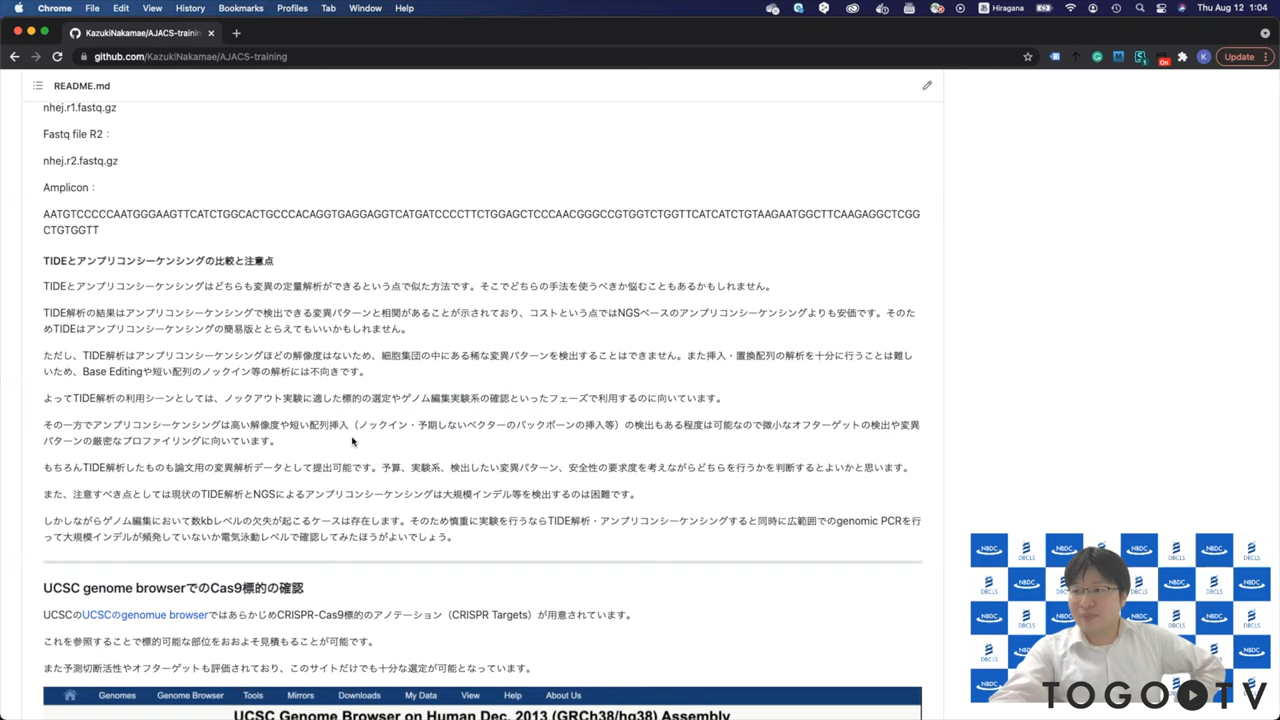 Chrome File Edit View History Bookmarks Profiles Tab Window Help
Hiragana
Thu Aug 12 1:04
KazukiNakamae/AJACS-trainin
github.com/KazukiNakamae/AJACS-training
On
K
Update
README.md
nhej.r1.fastq.gz
Fastq file R2：
nhej.r2.fastq.gz
Amplicon：
AATGTCCCCCAATGGGAAGTTCATCTGGCACTGCCCACAGGTGAGGAGGTCATGATCCCCTTCTGGAGCTCCCAACGGGCCGTGGTCTGGTTCATCATCTGTAAGAATGGCTTCAAGAGGCTCGG
CTGTGGTT
TIDEとアンプリコンシーケンシングの比較と注意点
TIDEとアンプリコンシーケンシングはどちらも変異の定量解析ができるという点で似た方法です。そこでどちらの手法を使うべきか悩むこともあるかもしれません。
TIDE解析の結果はアンプリコンシーケンシングで検出できる変異パターンと相関があることが示されており、コストという点ではNGSベースのアンプリコンシーケンシングよりも安価です。そのた
めTIDEはアンプリコンシーケンシングの簡易版ととらえてもいいかもしれません。
ただし、TIDE解析はアンプリコンシーケンシングほどの解像度はないため、細胞集団の中にある稀な変異パターンを検出することはできません。また挿入・置換配列の解析を十分に行うことは難し
いため、Base Editingや短い配列のノックイン等の解析には不向きです。
よってTIDE解析の利用シーンとしては、ノックアウト実験に適した標的の選定やゲノム編集実験系の確認といったフェーズで利用するのに向いています。
その一方でアンプリコンシーケンシングは高い解像度や短い配列挿入（ノックイン・予期しないベクターのバックボーンの挿入等）の検出もある程度は可能なので微小なオフターゲットの検出や変異
パターンの厳密なプロファイリングに向いています。
もちろんTIDE解析したものも論文用の変異解析データとして提出可能です。予算、実験系、検出したい変異パターン、安全性の要求度を考えながらどちらを行うかを判断するとよいかと思います。
また、注意すべき点としては現状のTIDE解析とNGSによるアンプリコンシーケンシングは大規模インデル等を検出するのは困難です。
しかしながらゲノム編集において数kbレベルの欠失が起こるケースは存在します。そのため慎重に実験を行うならTIDE解析・アンプリコンシーケンシングすると同時に広範囲でのgenomic PCRを行
って大規模インデルが頻発していないか電気泳動レベルで確認してみたほうがよいでしょう。
UCSC genome browserでのCas9標的の確認
UCSCのUCSCのgenomue browserではあらかじめCRISPR-Cas9標的のアノテーション（CRISPR Targets）が用意されています。
これを参照することで標的可能な部位をおおよそ見積もることが可能です。
また予測切断活性やオフターゲットも評価されており、このサイトだけでも十分な選定が可能となっています。
Genomes Genome Browser Tools Mirrors Downloads My Data View Help About Us
UCSC Genome Browser on Human Dec. 2013 (GRCh38/hg38) Assembly
NBDC DBCLS NBDC DBCLS NBDC DBCLS NBDC DBCLS
TOGO TV